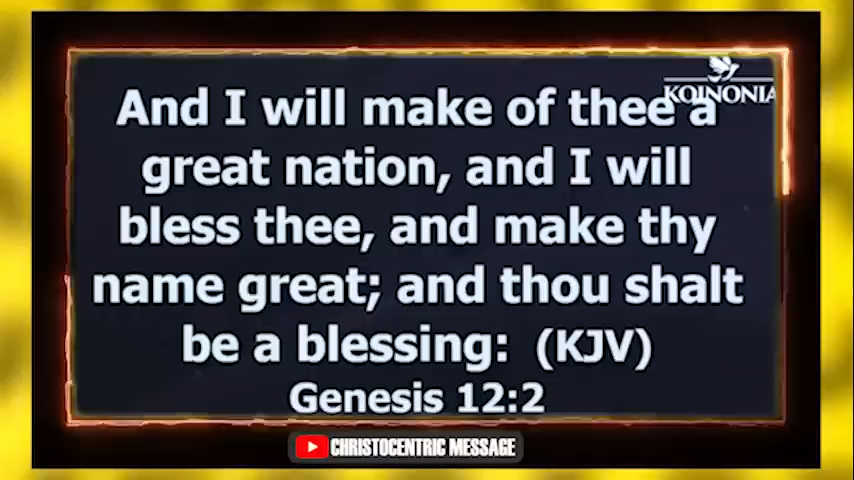 KOINONIA
And I will make of thee a
great nation, and I will
bless thee, and make thy
name great; and thou shalt
be a blessing: (KJV)
Genesis 12:2
CHRISTOCENTRIC MESSAGE